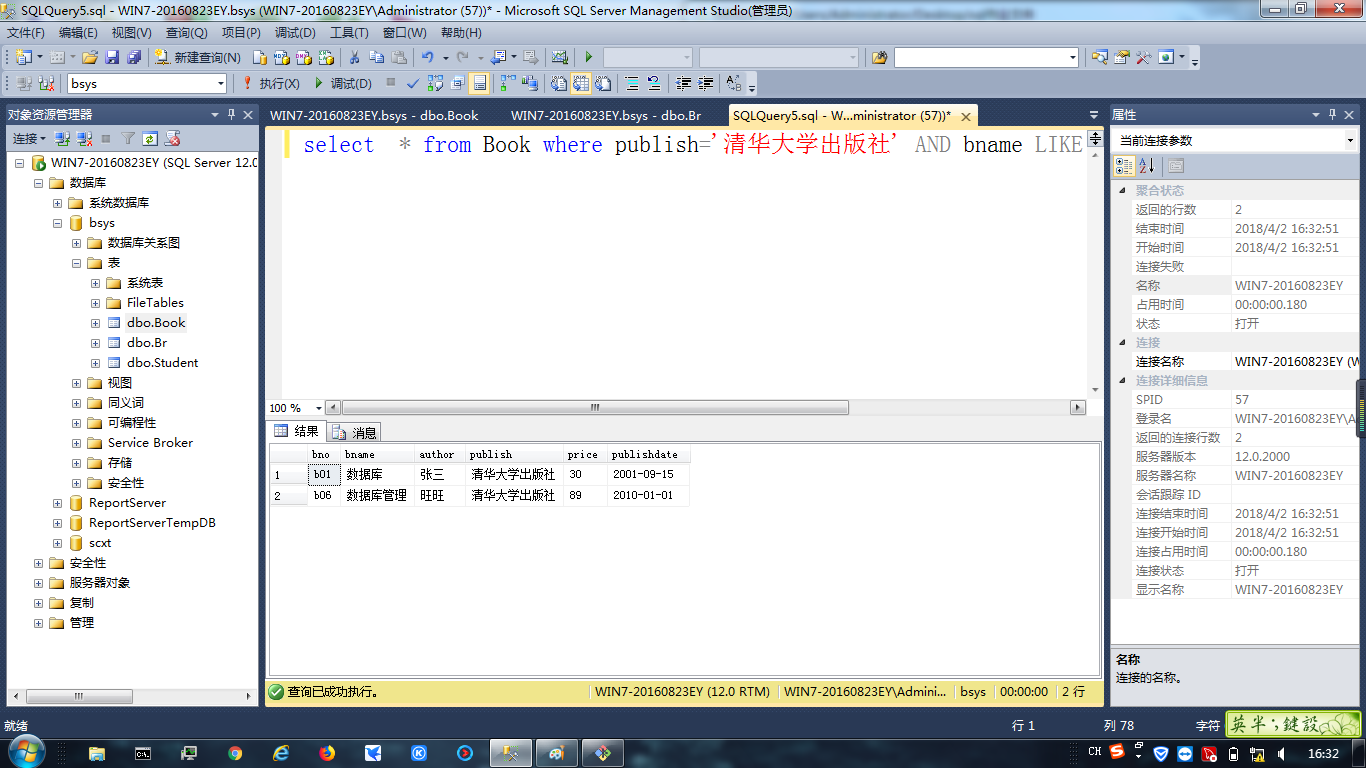 SQLQuery5.sql - WIN7-20160823EY.bsys (WIN7-20160823EY\Administrator (57))* - Microsoft SQL Server Management Studio(管理员)
文件(F) 编辑(E) 视图(V) 查询(Q) 项目(P) 调试(D) 工具(T) 窗口(W) 帮助(H)
新建查询(N)
bsys 执行(X) 调试(D)
对象资源管理器
连接
WIN7-20160823EY (SQL Server 12.0
数据库
系统数据库
bsys
数据库关系图
表
系统表
FileTables
dbo.Book
dbo.Br
dbo.Student
视图
同义词
可编程性
Service Broker
存储
安全性
ReportServer
ReportServerTempDB
scxt
安全性
服务器对象
复制
管理
WIN7-20160823EY.bsys - dbo.Book WIN7-20160823EY.bsys - dbo.Br SQLQuery5.sql - W...ministrator (57))*
select * from Book where publish='清华大学出版社' AND bname LIKE
100 %
结果 消息
bno bname author publish price publishdate
1 b01 数据库 张三 清华大学出版社 30 2001-09-15
2 b06 数据库管理 旺旺 清华大学出版社 89 2010-01-01
查询已成功执行。 WIN7-20160823EY (12.0 RTM) WIN7-20160823EY\Admini... bsys 00:00:00 2 行
属性
当前连接参数
聚合状态
返回的行数 2
结束时间 2018/4/2 16:32:51
开始时间 2018/4/2 16:32:51
连接失败
名称 WIN7-20160823EY
占用时间 00:00:00.180
状态 打开
连接
连接名称 WIN7-20160823EY (W
连接详细信息
SPID 57
登录名 WIN7-20160823EY\A
返回的连接行数 2
服务器版本 12.0.2000
服务器名称 WIN7-20160823EY
会话跟踪 ID
连接结束时间 2018/4/2 16:32:51
连接开始时间 2018/4/2 16:32:51
连接占用时间 00:00:00.180
连接状态 打开
显示名称 WIN7-20160823EY
名称
连接的名称。
就绪 行 1 列 78 字符
英半；鍵設
CH 16:32